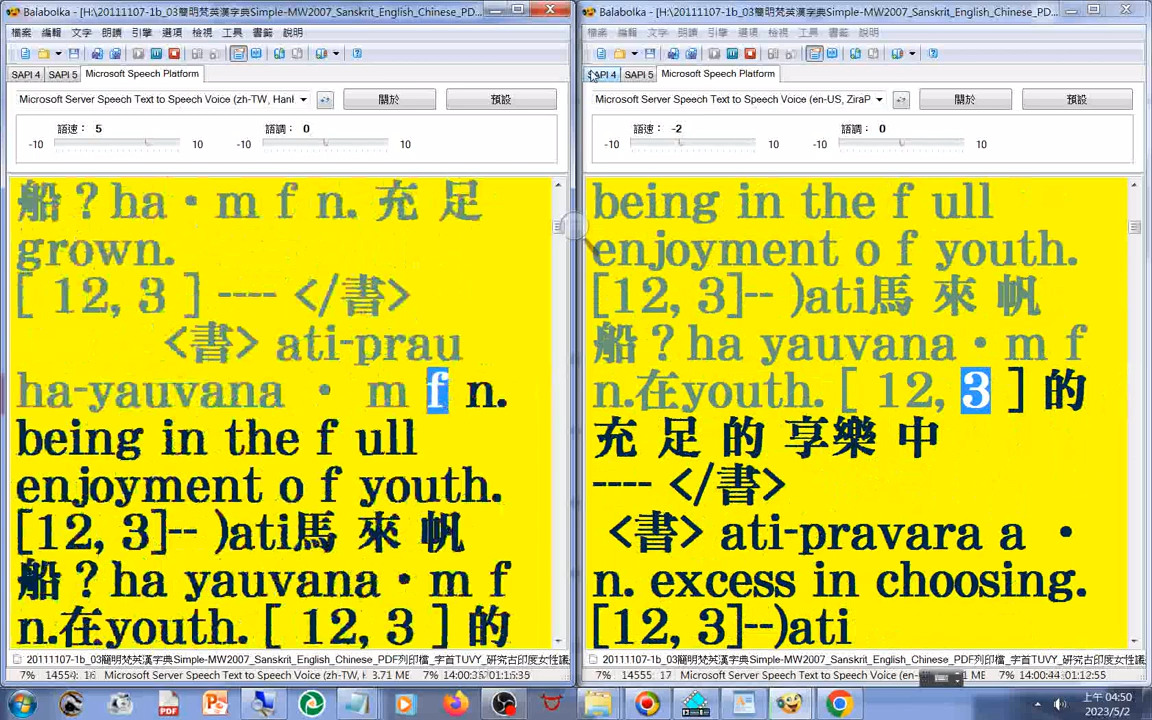 Balabolka - [H:\20111107-1b_03簡明梵英漢字典Simple-MW2007_Sanskrit_English_Chinese_PD...
檔案 編輯 文字 朗讀 引擎 選項 檢視 工具 書籤 說明
SAPI 4 SAPI 5 Microsoft Speech Platform
Microsoft Server Speech Text to Speech Voice (zh-TW, HanH
關於 預設
語速： 5 語調： 0
-10 10 -10 10
船？ha・m f n. 充 足
grown.
[ 12, 3 ] ---- </書>
<書> ati-prau
ha-yauvana ・ m f n.
being in the f ull
enjoyment o f youth.
[12, 3]-- )ati馬 來 帆
船？ha yauvana・m f
n.在youth. [ 12, 3 ] 的
20111107-1b_03簡明梵英漢字典Simple-MW2007_Sanskrit_English_Chinese_PDF列印檔_字首TUVY_研究古印度女性議
7% Microsoft Server Speech Text to Speech Voice (zh-TW, 3.71 MB 7%
Balabolka - [H:\20111107-1b_03簡明梵英漢字典Simple-MW2007_Sanskrit_English_Chinese_PD...
檔案 編輯 文字 朗讀 引擎 選項 檢視 工具 書籤 說明
SAPI 4 SAPI 5 Microsoft Speech Platform
Microsoft Server Speech Text to Speech Voice (en-US, ZiraP
關於 預設
語速： -2 語調： 0
-10 10 -10 10
being in the f ull
enjoyment o f youth.
[12, 3]-- )ati馬 來 帆
船？ha yauvana・m f
n.在youth. [ 12, 3 ] 的
充 足 的 享樂 中
---- </書>
<書> ati-pravara a ・
n. excess in choosing.
[12, 3]--)ati
20111107-1b_03簡明梵英漢字典Simple-MW2007_Sanskrit_English_Chinese_PDF列印檔_字首TUVY_研究古印度女性議
7% Microsoft Server Speech Text to Speech Voice (en-U 7% 14:00:44
上午 04:50
2023/5/2